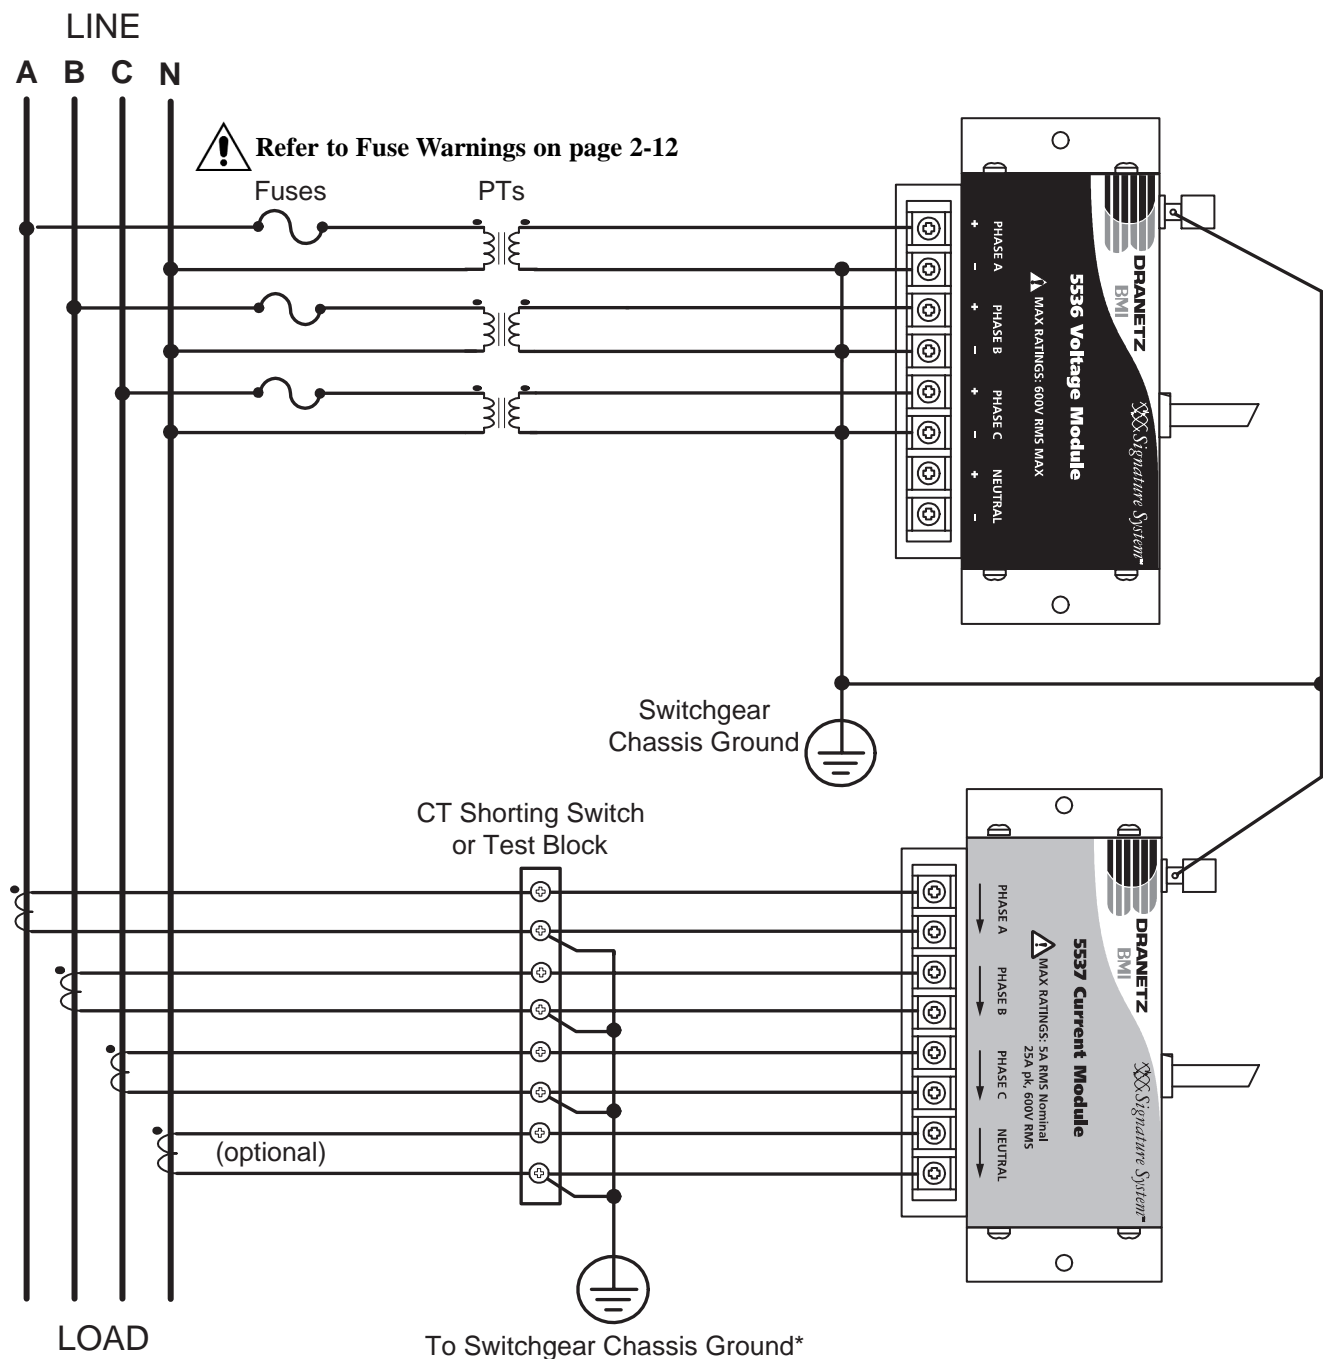 LINE
A B C N
Refer to Fuse Warnings on page 2-12
Fuses PTs
+ PHASE A -
+ PHASE B -
+ PHASE C -
+ NEUTRAL -
MAX RATINGS: 600V RMS MAX
5536 Voltage Module
DRANETZ
BMI
Signature System™
Switchgear
Chassis Ground
CT Shorting Switch
or Test Block
PHASE A
PHASE B
PHASE C
NEUTRAL
MAX RATINGS: 5A RMS Nominal
25A pk, 600V RMS
5537 Current Module
DRANETZ
BMI
Signature System™
(optional)
LOAD
To Switchgear Chassis Ground*